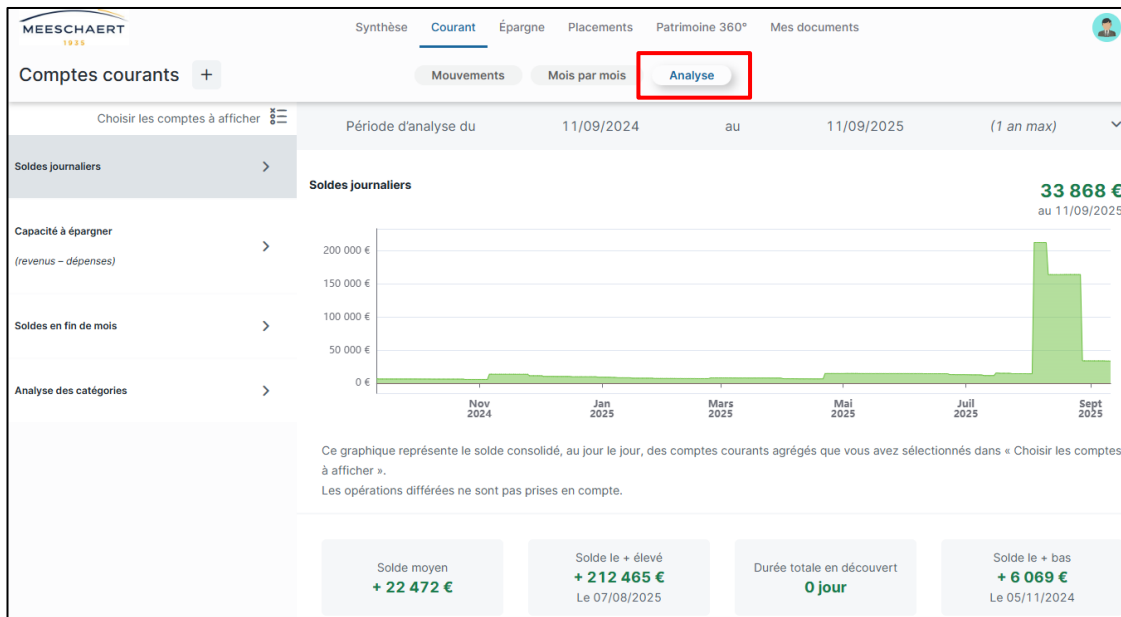 MEESCHAERT
1935
Synthèse Courant Épargne Placements Patrimoine 360° Mes documents
Comptes courants +
Mouvements Mois par mois Analyse
Choisir les comptes à afficher
Période d'analyse du 11/09/2024 au 11/09/2025 (1 an max)
Soldes journaliers
Capacité à épargner
(revenus – dépenses)
Soldes en fin de mois
Analyse des catégories
Soldes journaliers
33 868 €
au 11/09/2025
200 000 €
150 000 €
100 000 €
50 000 €
0 €
Nov Jan Mars Mai Juil Sept
2024 2025 2025 2025 2025 2025
Ce graphique représente le solde consolidé, au jour le jour, des comptes courants agrégés que vous avez sélectionnés dans « Choisir les comptes
à afficher ».
Les opérations différées ne sont pas prises en compte.
Solde moyen
+ 22 472 €
Solde le + élevé
+ 212 465 €
Le 07/08/2025
Durée totale en découvert
0 jour
Solde le + bas
+ 6 069 €
Le 05/11/2024